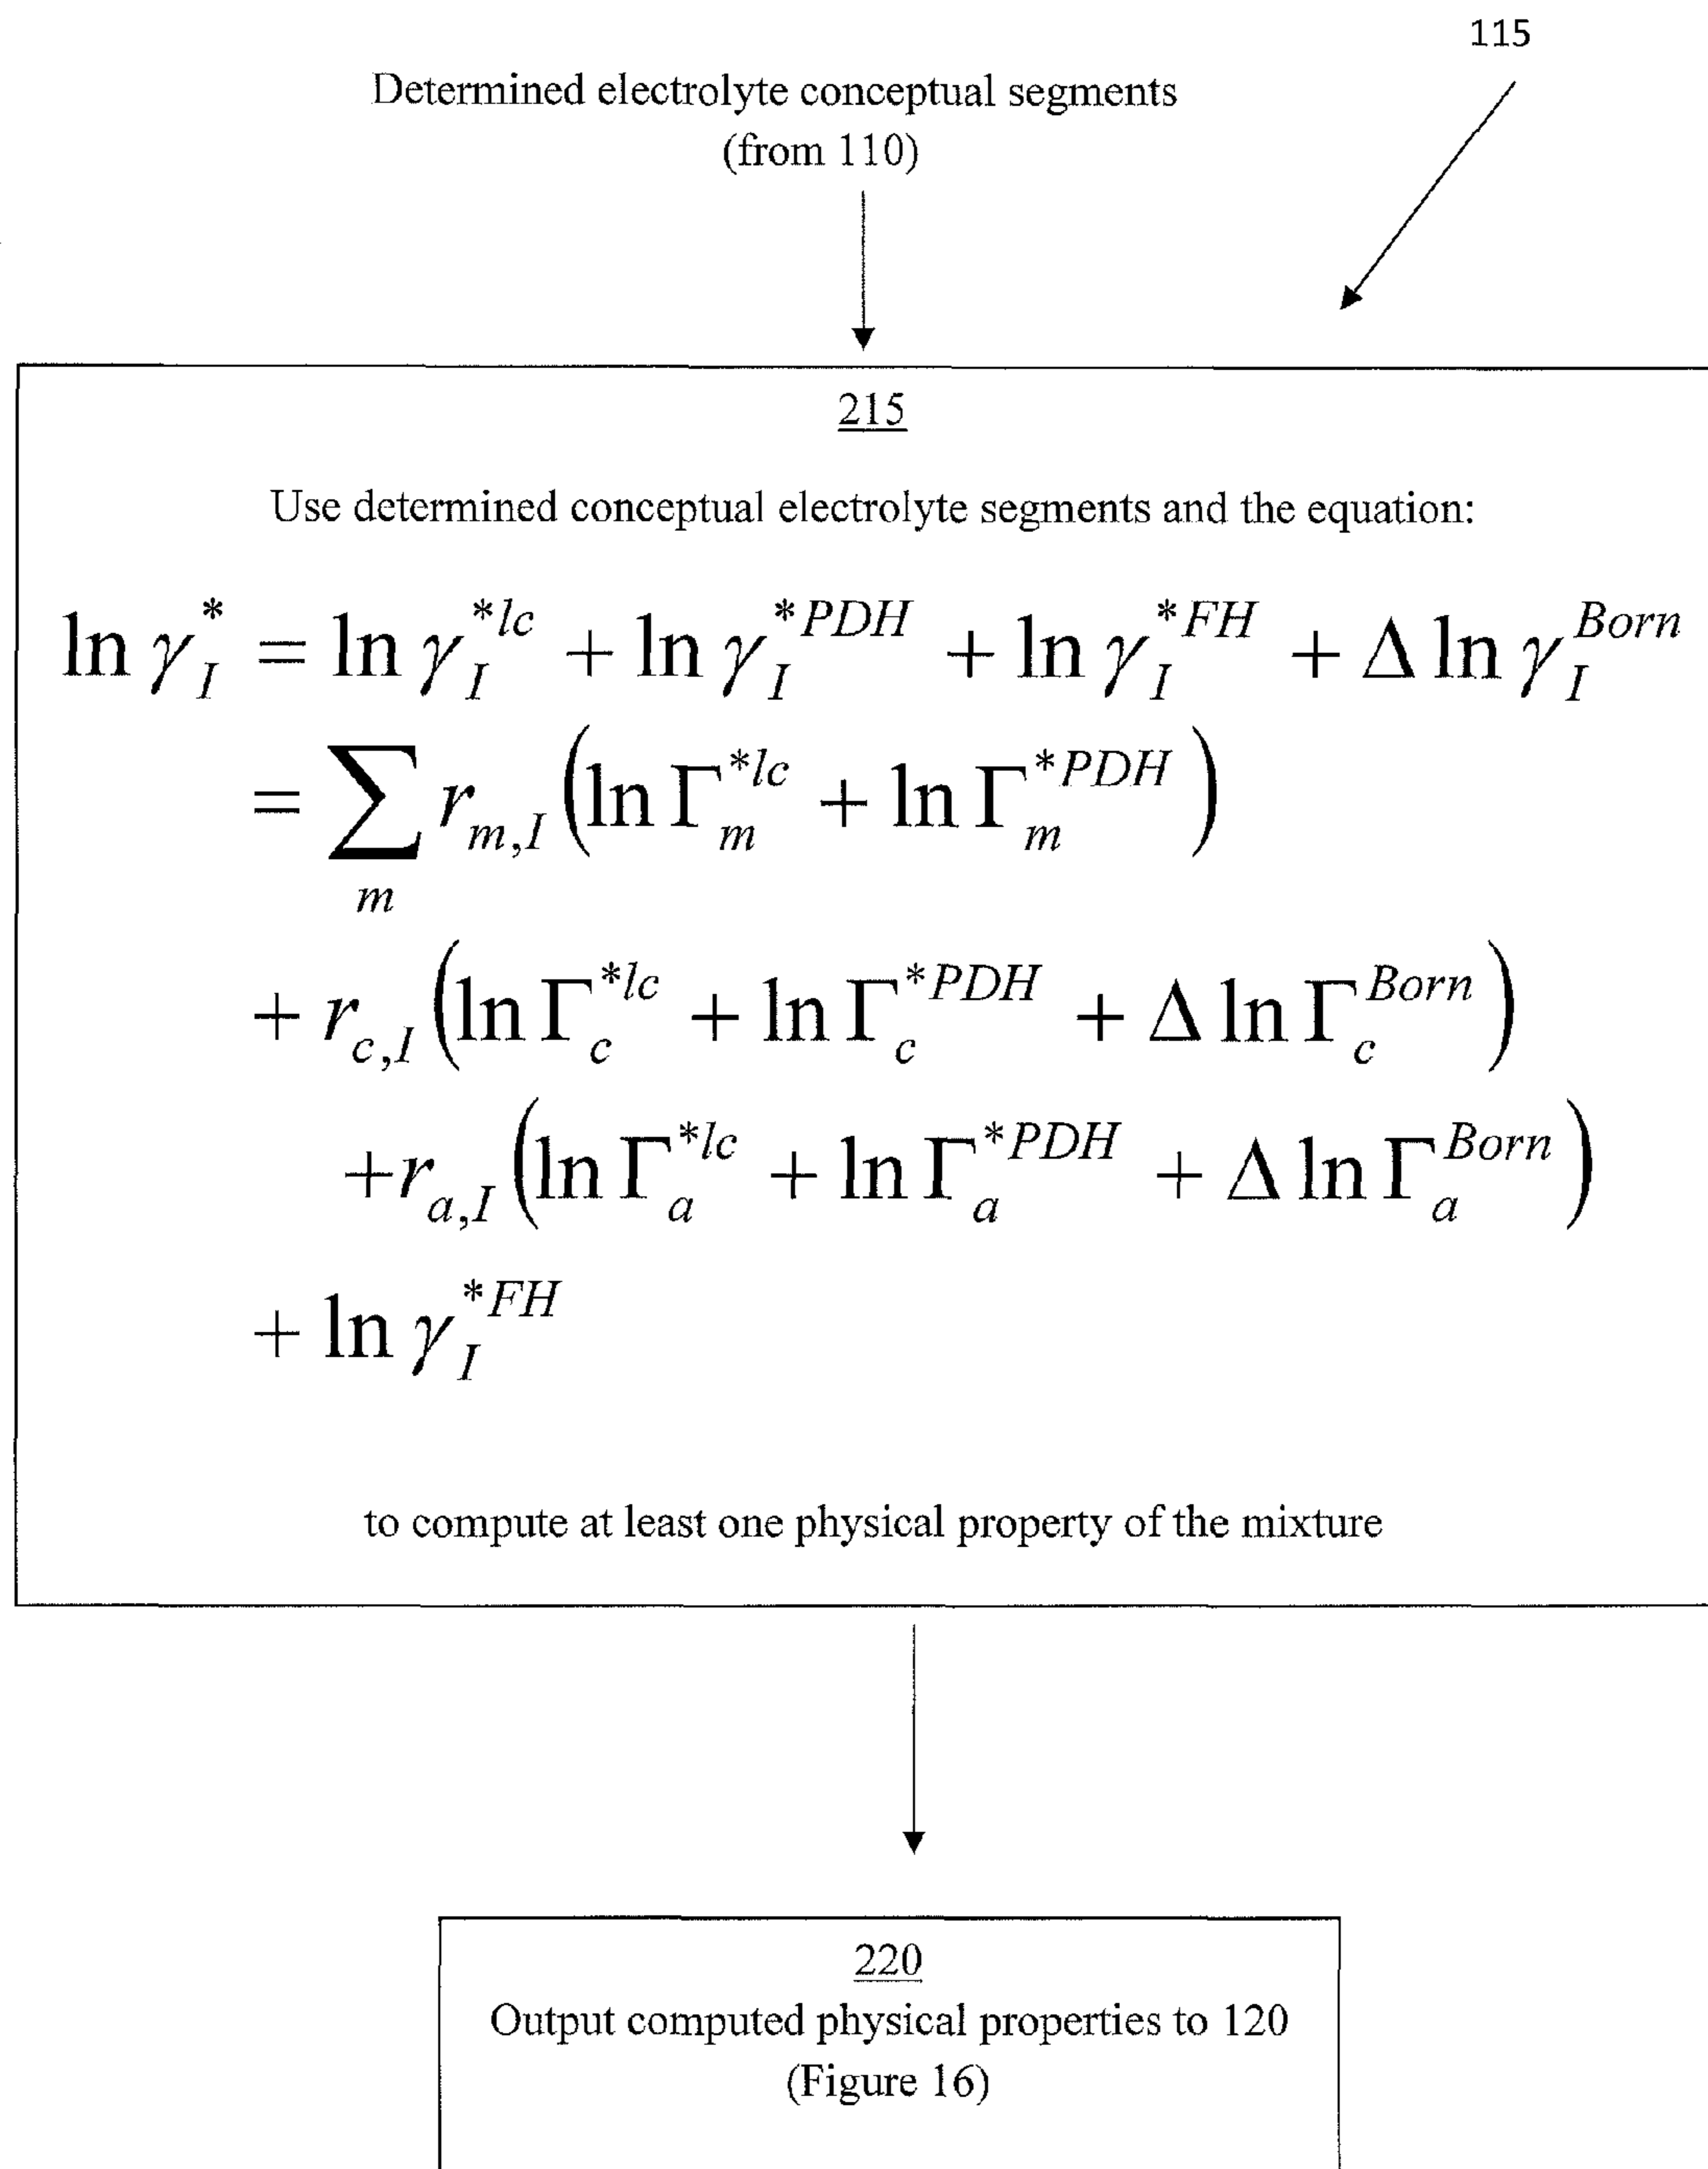 115
Determined electrolyte conceptual segments
(from 110)
215
Use determined conceptual electrolyte segments and the equation:
ln γ_I^* = ln γ_I^{*lc} + ln γ_I^{*PDH} + ln γ_I^{*FH} + Δ ln γ_I^{Born}
= ∑_m r_{m,I} (ln Γ_m^{*lc} + ln Γ_m^{*PDH})
+ r_{c,I} (ln Γ_c^{*lc} + ln Γ_c^{*PDH} + Δ ln Γ_c^{Born})
+r_{a,I} (ln Γ_a^{*lc} + ln Γ_a^{*PDH} + Δ ln Γ_a^{Born})
+ ln γ_I^{*FH}
to compute at least one physical property of the mixture
220
Output computed physical properties to 120
(Figure 16)